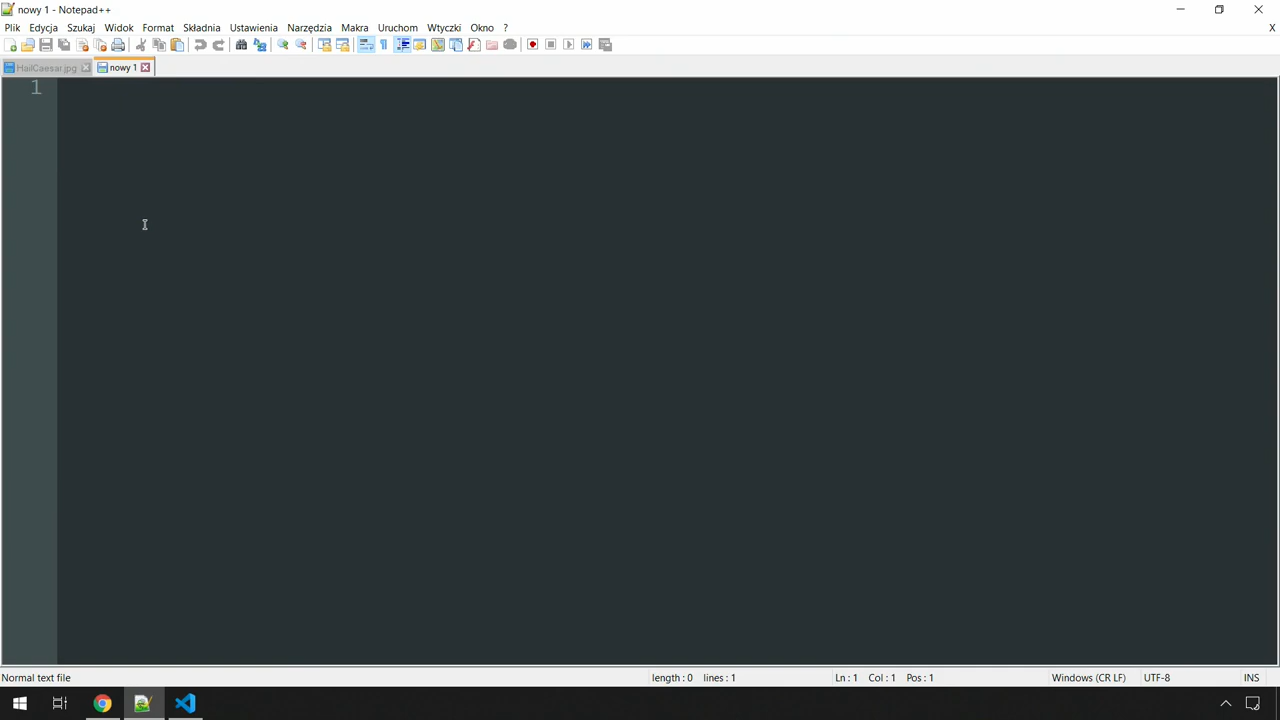 nowy 1 - Notepad++
Plik Edycja Szukaj Widok Format Składnia Ustawienia Narzędzia Makra Uruchom Wtyczki Okno ? X
HailCaesar.jpg nowy 1
1
Normal text file length : 0 lines : 1 Ln : 1 Col : 1 Pos : 1 Windows (CR LF) UTF-8 INS